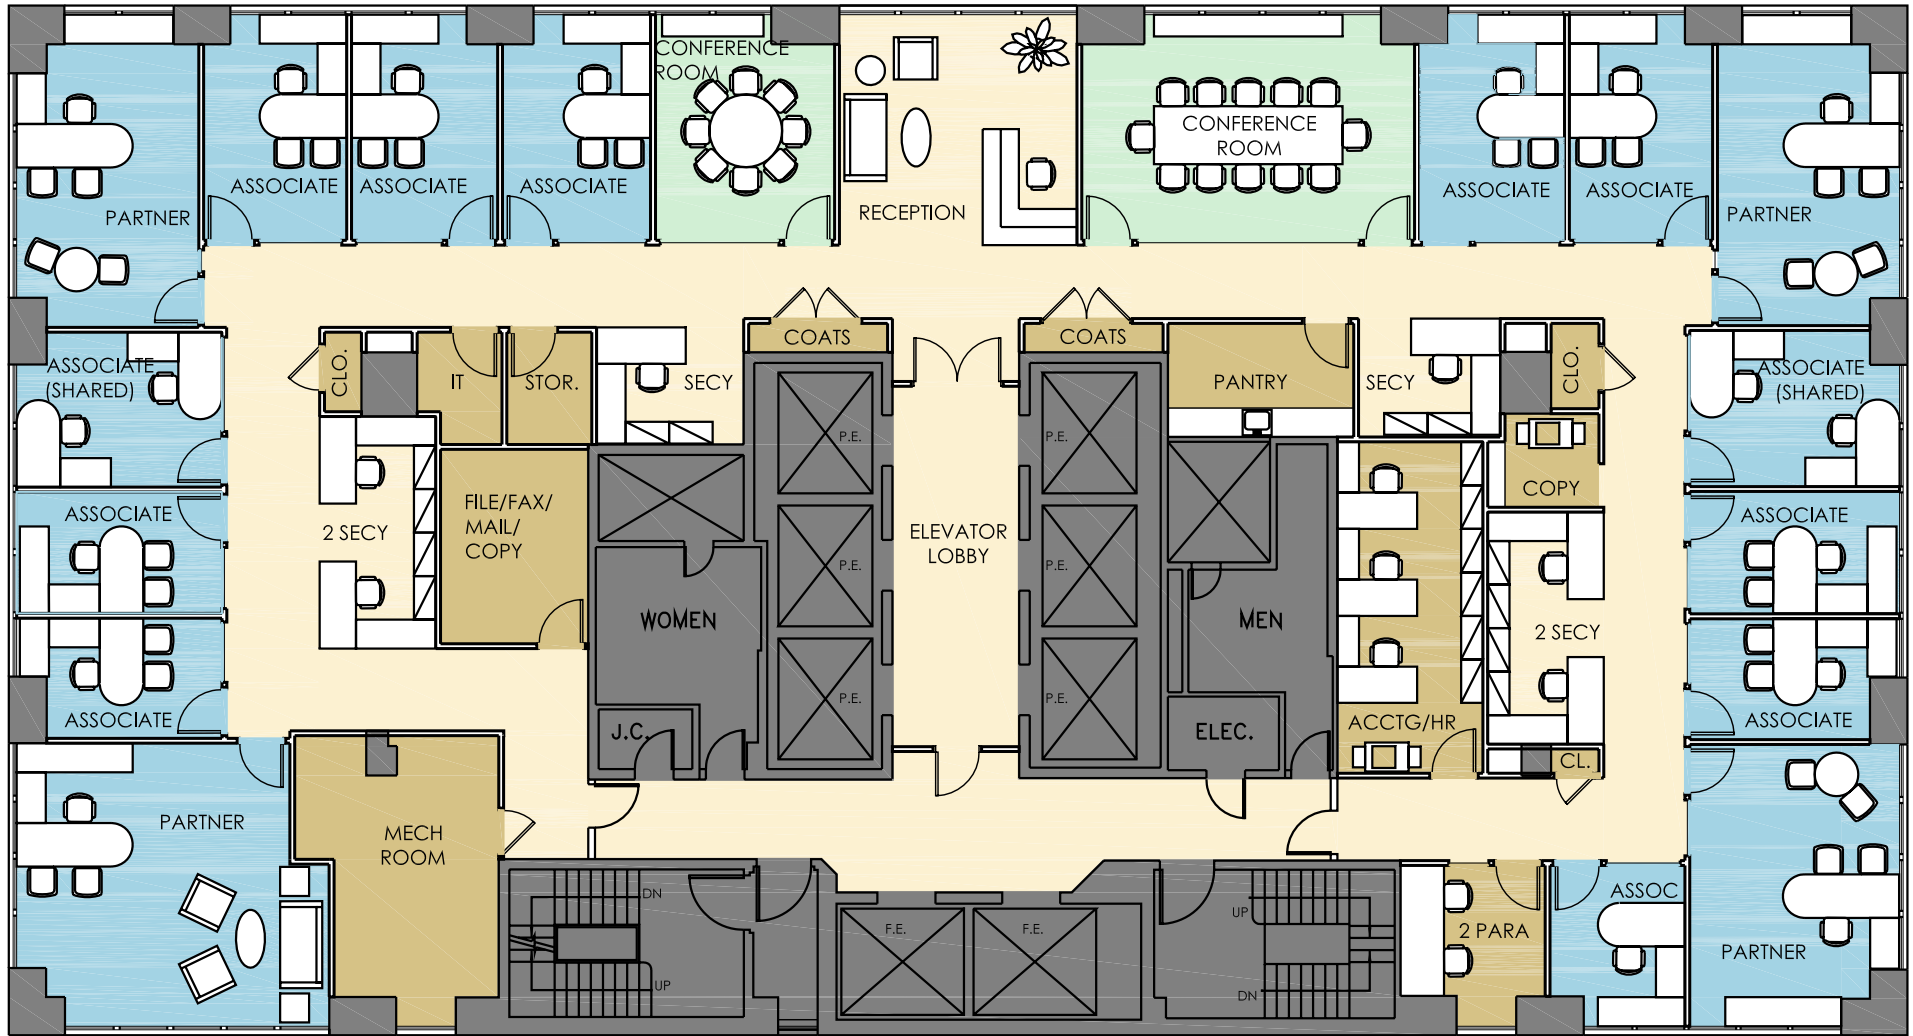 CONFERENCE
ROOM
CONFERENCE
ROOM
ASSOCIATE
ASSOCIATE
ASSOCIATE
ASSOCIATE
ASSOCIATE
PARTNER
RECEPTION
PARTNER
COATS
COATS
CLO.
IT
STOR.
SECY
PANTRY
SECY
CLO.
ASSOCIATE
(SHARED)
ASSOCIATE
(SHARED)
P.E.
P.E.
COPY
ASSOCIATE
2 SECY
FILE/FAX/
MAIL/
COPY
ELEVATOR
LOBBY
ASSOCIATE
P.E.
P.E.
WOMEN
MEN
2 SECY
ASSOCIATE
P.E.
P.E.
ASSOCIATE
J.C.
ELEC.
ACCTG/HR
CL.
PARTNER
MECH
ROOM
DN
UP
F.E.
F.E.
UP
DN
2 PARA
ASSOC
PARTNER